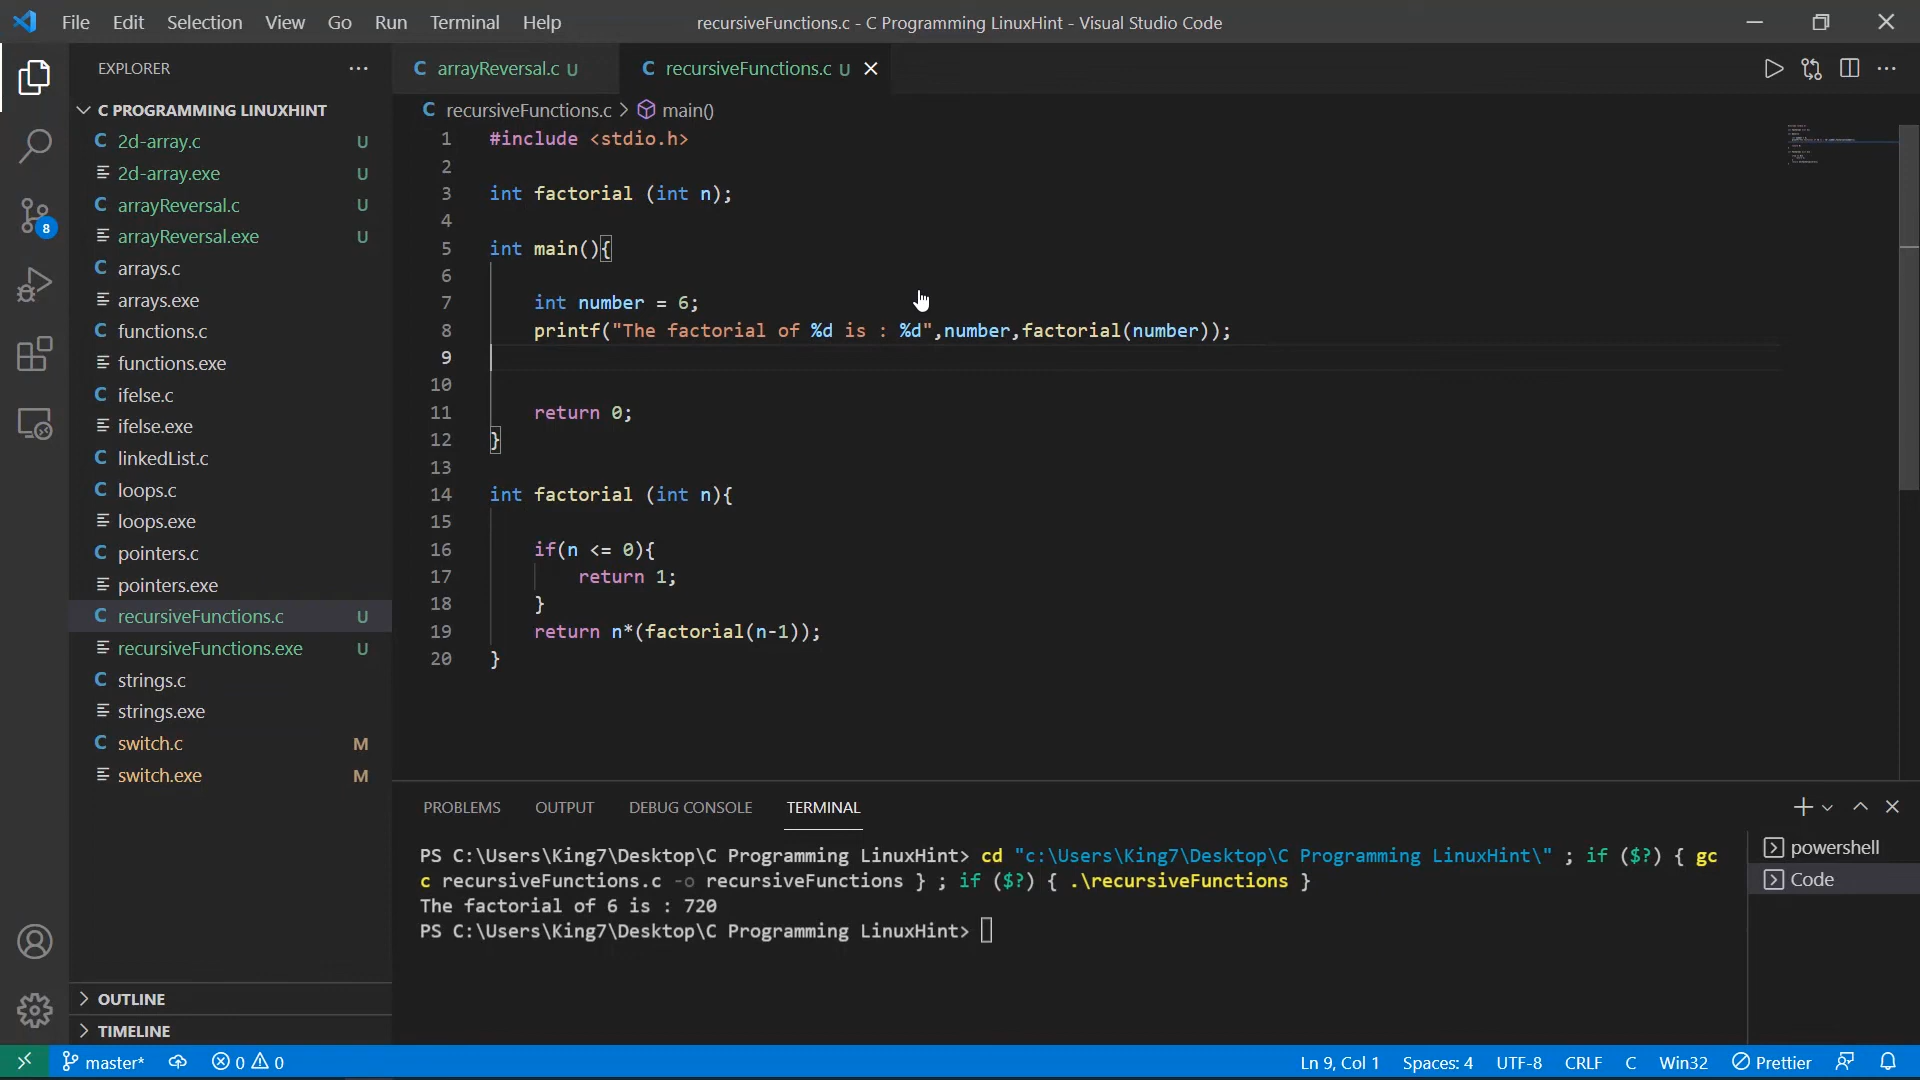 File Edit Selection View Go Run Terminal Help
recursiveFunctions.c - C Programming LinuxHint - Visual Studio Code
EXPLORER
C PROGRAMMING LINUXHINT
C 2d-array.c U
2d-array.exe U
C arrayReversal.c U
arrayReversal.exe U
C arrays.c
arrays.exe
C functions.c
functions.exe
C ifelse.c
ifelse.exe
C linkedList.c
C loops.c
loops.exe
C pointers.c
pointers.exe
C recursiveFunctions.c U
recursiveFunctions.exe U
C strings.c
strings.exe
C switch.c M
switch.exe M
OUTLINE
TIMELINE
8
C arrayReversal.c U
C recursiveFunctions.c U
C recursiveFunctions.c > main()
1 #include <stdio.h>
2
3 int factorial (int n);
4
5 int main(){
6
7 int number = 6;
8 printf("The factorial of %d is : %d",number,factorial(number));
9
10
11 return 0;
12 }
13
14 int factorial (int n){
15
16 if(n <= 0){
17 return 1;
18 }
19 return n*(factorial(n-1));
20 }
PROBLEMS OUTPUT DEBUG CONSOLE TERMINAL
PS C:\Users\King7\Desktop\C Programming LinuxHint> cd "c:\Users\King7\Desktop\C Programming LinuxHint\" ; if ($?) { gc
c recursiveFunctions.c -o recursiveFunctions } ; if ($?) { .\recursiveFunctions }
The factorial of 6 is : 720
PS C:\Users\King7\Desktop\C Programming LinuxHint>
powershell
Code
master* 0 0
Ln 9, Col 1 Spaces: 4 UTF-8 CRLF C Win32 Prettier